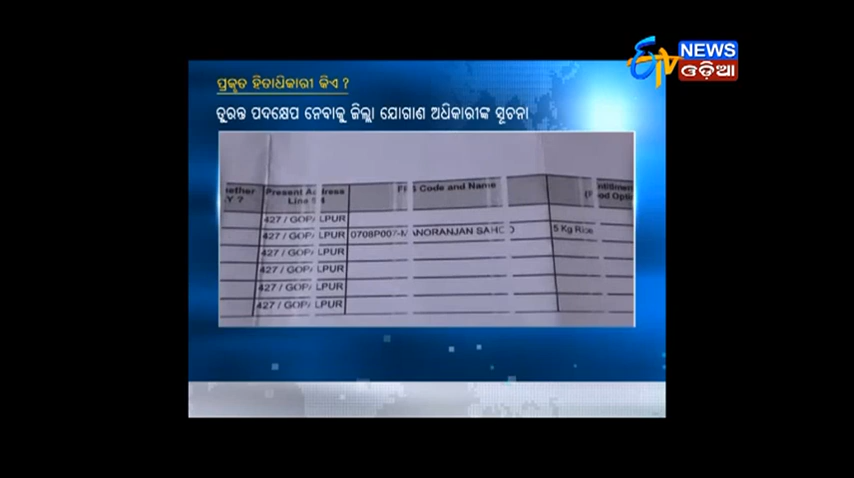 ETV NEWS
ଓଡ଼ିଆ
ପ୍ରକୃତ ହିତାଧିକାରୀ କିଏ ?
ତୁରନ୍ତ ପଦକ୍ଷେପ ନେବାକୁ ଜିଲ୍ଲା ଯୋଗାଣ ଅଧିକାରୀଙ୍କ ସୂଚନା
Present Address FPS Code and Name
Line
Y ?
427 / GOPALPUR
427 / GOPALPUR 0708P007-MANORANJAN SAHOO 5 Kg Rice
427 / GOPALPUR
427 / GOPALPUR
427 / GOPALPUR
427 / GOPALPUR